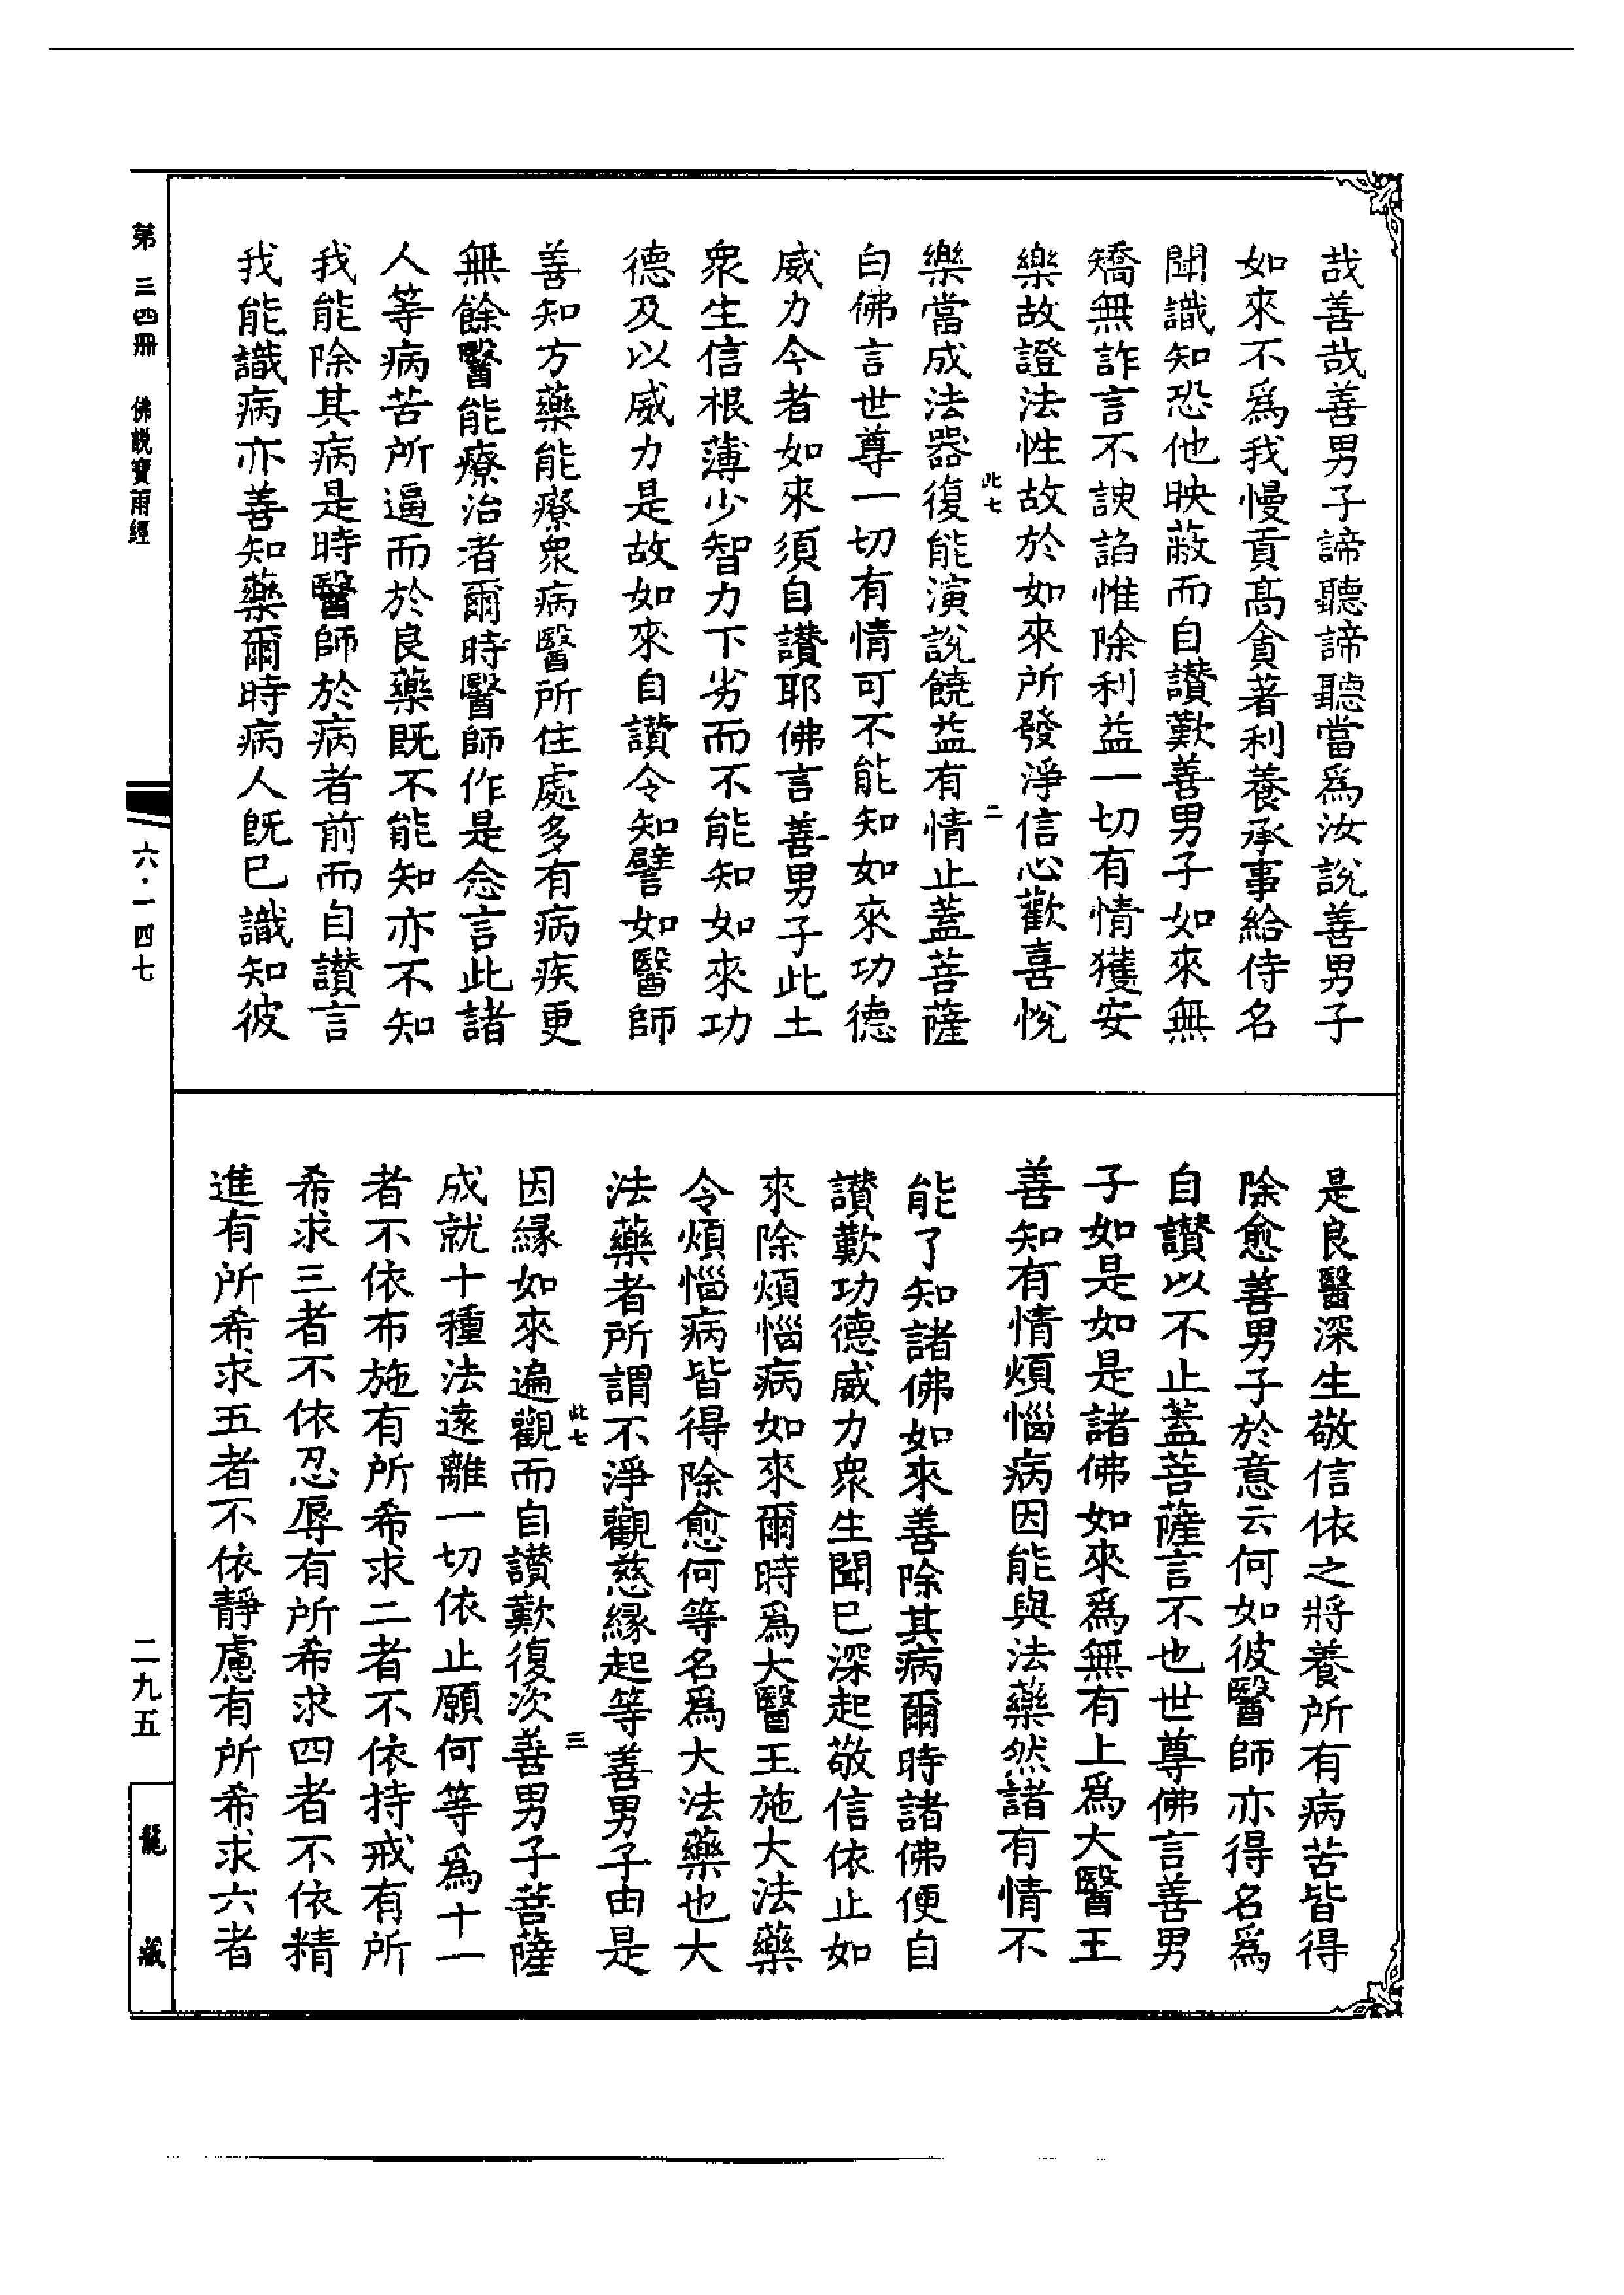 哉善哉善男子諦聽諦聽當爲汝說善男子
如來不爲我慢貢高貪著利養承事給侍名
聞識知恐他映蔽而自讚歎善男子如來無
矯無詐言不諛諂惟除利益一切有情獲安
樂故證法性故於如來所發淨信心歡喜悅
樂當成法器復能演說饒益有情止蓋菩薩
白佛言世尊一切有情可不能知如來功德
威力今者如來須自讚耶佛言善男子此土
衆生信根薄少智力下劣而不能知如來功
德及以威力是故如來自讚令知譬如醫師
善知方藥能療衆病醫所住處多有病疾更
無餘醫能療治者爾時醫師作是念言此諸
人等病苦所逼而於良藥既不能知亦不知
我能除其病是時醫師於病者前而自讚言
我能識病亦善知藥爾時病人既已識知彼
此七
二
是良醫深生敬信依之將養所有病苦皆得
除愈善男子於意云何如彼醫師亦得名爲
自讚以不止蓋菩薩言不也世尊佛言善男
子如是如是諸佛如來爲無有上爲大醫王
善知有情煩惱病因能與法藥然諸有情不
能了知諸佛如來善除其病爾時諸佛便自
讚歎功德威力衆生聞已深起敬信依止如
來除煩惱病如來爾時爲大醫王施大法藥
令煩惱病皆得除愈何等名爲大法藥也大
法藥者所謂不淨觀慈緣起等善男子由是
因緣如來遍觀而自讚歎復次善男子菩薩
成就十種法遠離一切依止願何等爲十一
者不依布施有所希求二者不依持戒有所
希求三者不依忍辱有所希求四者不依精
進有所希求五者不依靜慮有所希求六者
此七
三
第三四冊 佛說寶雨經
六·一四七
二九五
龍藏